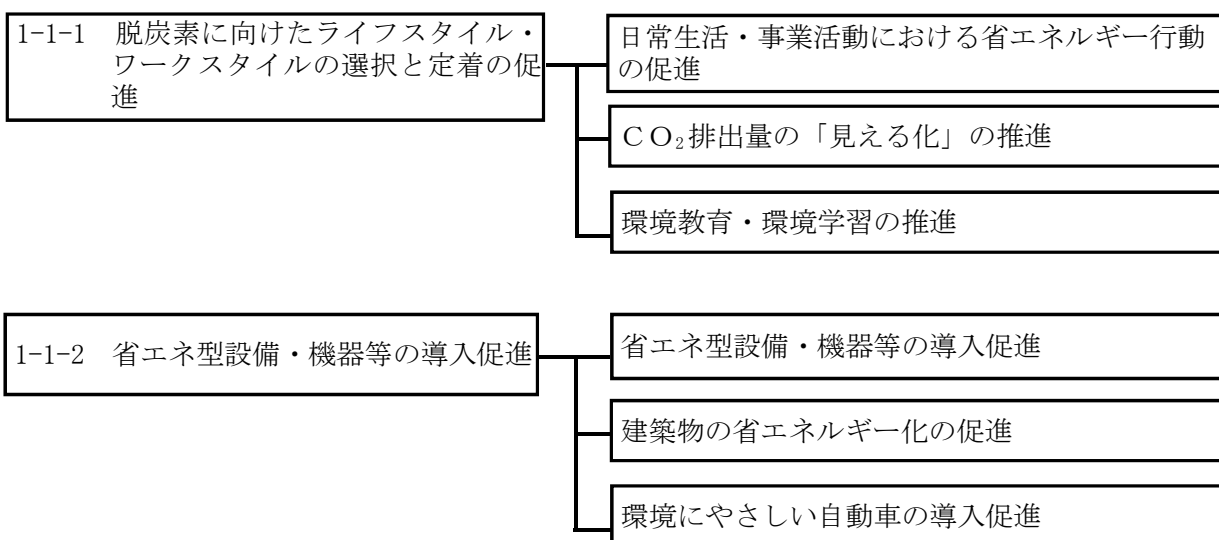 1-1-1 脱炭素に向けたライフスタイル・
ワークスタイルの選択と定着の促
進
日常生活・事業活動における省エネルギー行動
の促進
ＣＯ₂排出量の「見える化」の推進
環境教育・環境学習の推進
1-1-2 省エネ型設備・機器等の導入促進
省エネ型設備・機器等の導入促進
建築物の省エネルギー化の促進
環境にやさしい自動車の導入促進